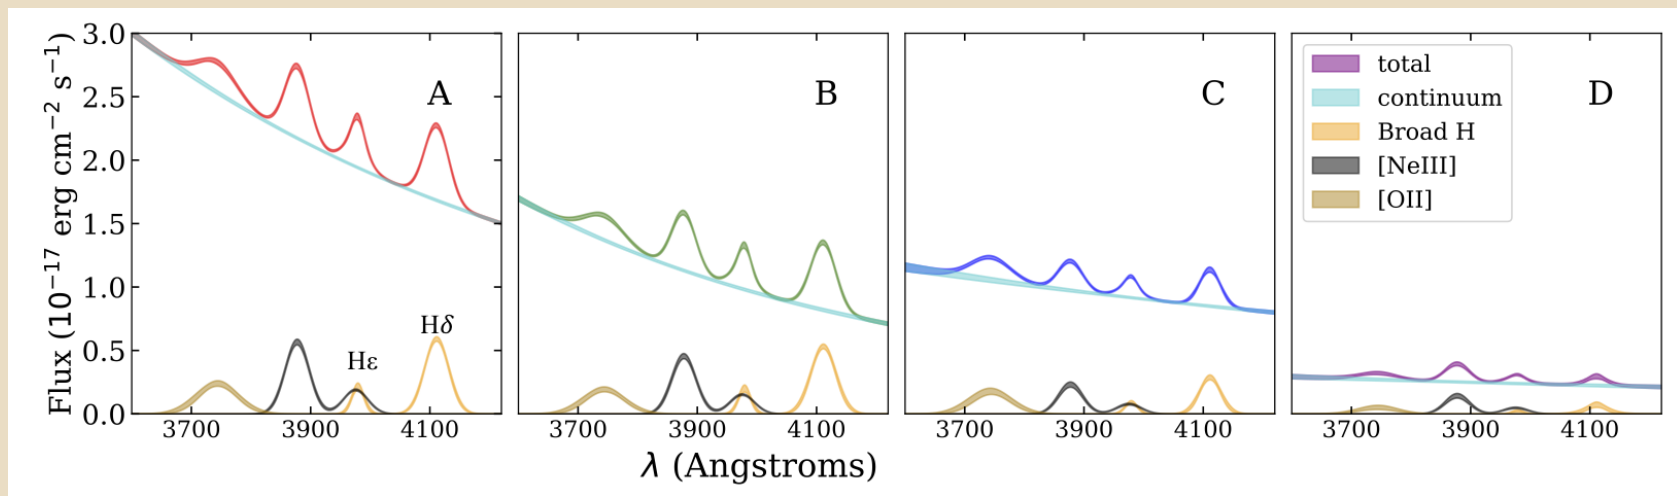 Flux (10⁻¹⁷ erg cm⁻² s⁻¹)
3.0
2.5
2.0
1.5
1.0
0.5
0.0
A
Hε
Hδ
3700 3900 4100
B
3700 3900 4100
C
3700 3900 4100
D
total
continuum
Broad H
[NeIII]
[OII]
3700 3900 4100
λ (Angstroms)